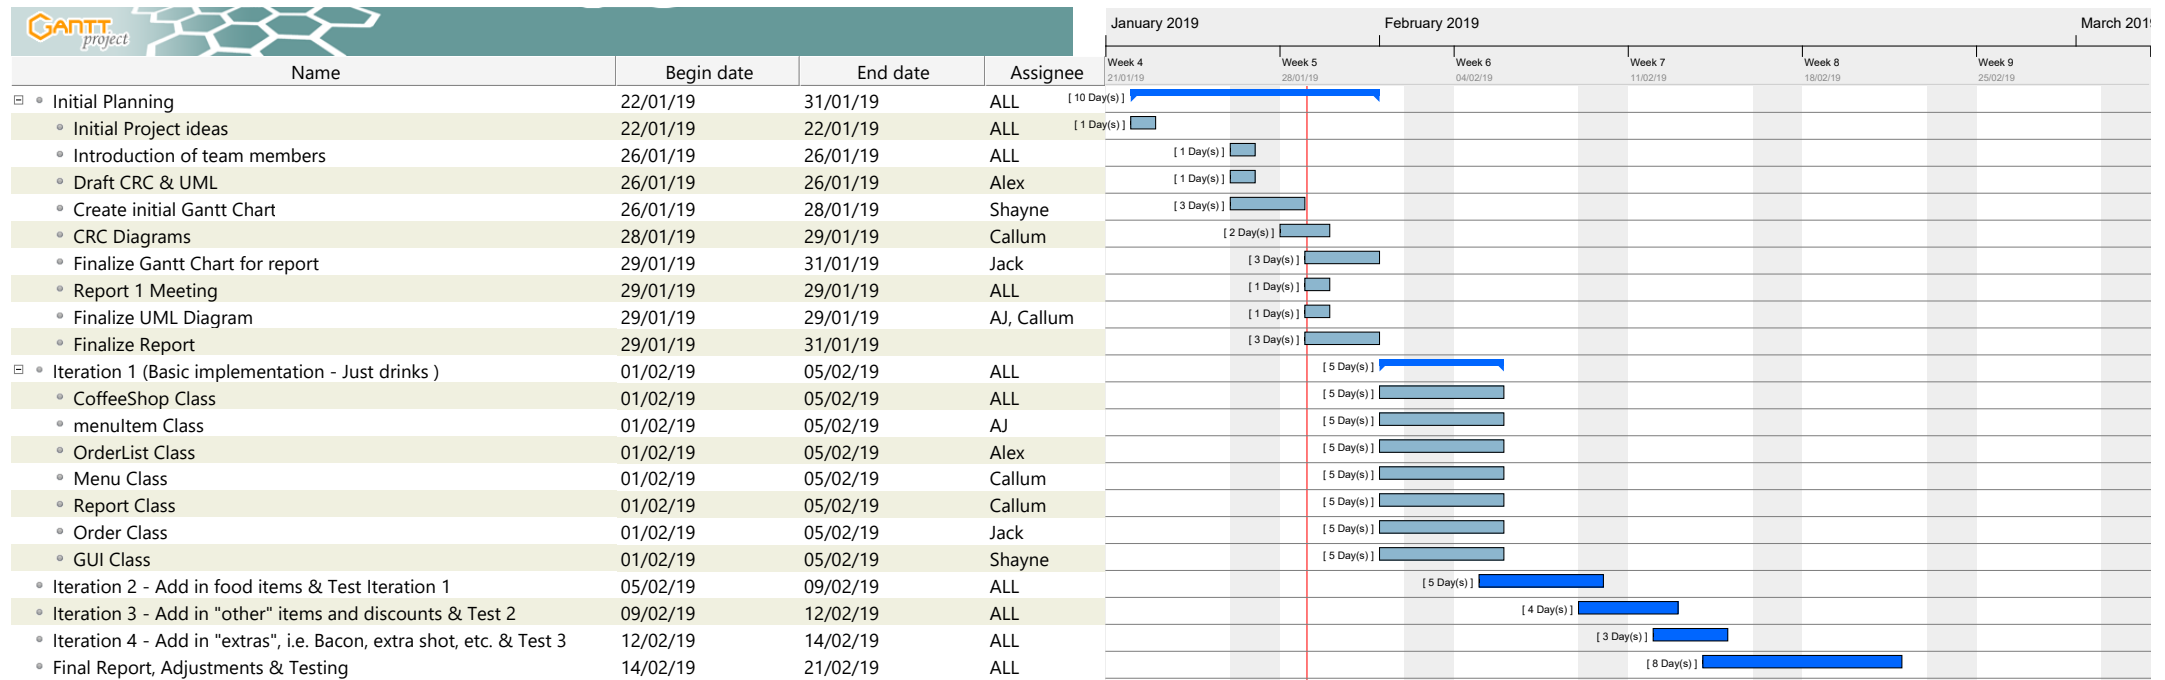 GANTT
project
January 2019 February 2019 March 201
Name Begin date End date Assignee
Week 4 Week 5 Week 6 Week 7 Week 8 Week 9
21/01/19 28/01/19 04/02/19 11/02/19 18/02/19 25/02/19
Initial Planning 22/01/19 31/01/19 ALL [ 10 Day(s) ]
Initial Project ideas 22/01/19 22/01/19 ALL [ 1 Day(s) ]
Introduction of team members 26/01/19 26/01/19 ALL [ 1 Day(s) ]
Draft CRC & UML 26/01/19 26/01/19 Alex [ 1 Day(s) ]
Create initial Gantt Chart 26/01/19 28/01/19 Shayne [ 3 Day(s) ]
CRC Diagrams 28/01/19 29/01/19 Callum [ 2 Day(s) ]
Finalize Gantt Chart for report 29/01/19 31/01/19 Jack [ 3 Day(s) ]
Report 1 Meeting 29/01/19 29/01/19 ALL [ 1 Day(s) ]
Finalize UML Diagram 29/01/19 29/01/19 AJ, Callum [ 1 Day(s) ]
Finalize Report 29/01/19 31/01/19 [ 3 Day(s) ]
Iteration 1 (Basic implementation - Just drinks ) 01/02/19 05/02/19 ALL [ 5 Day(s) ]
CoffeeShop Class 01/02/19 05/02/19 ALL [ 5 Day(s) ]
menuItem Class 01/02/19 05/02/19 AJ [ 5 Day(s) ]
OrderList Class 01/02/19 05/02/19 Alex [ 5 Day(s) ]
Menu Class 01/02/19 05/02/19 Callum [ 5 Day(s) ]
Report Class 01/02/19 05/02/19 Callum [ 5 Day(s) ]
Order Class 01/02/19 05/02/19 Jack [ 5 Day(s) ]
GUI Class 01/02/19 05/02/19 Shayne [ 5 Day(s) ]
Iteration 2 - Add in food items & Test Iteration 1 05/02/19 09/02/19 ALL [ 5 Day(s) ]
Iteration 3 - Add in "other" items and discounts & Test 2 09/02/19 12/02/19 ALL [ 4 Day(s) ]
Iteration 4 - Add in "extras", i.e. Bacon, extra shot, etc. & Test 3 12/02/19 14/02/19 ALL [ 3 Day(s) ]
Final Report, Adjustments & Testing 14/02/19 21/02/19 ALL [ 8 Day(s) ]